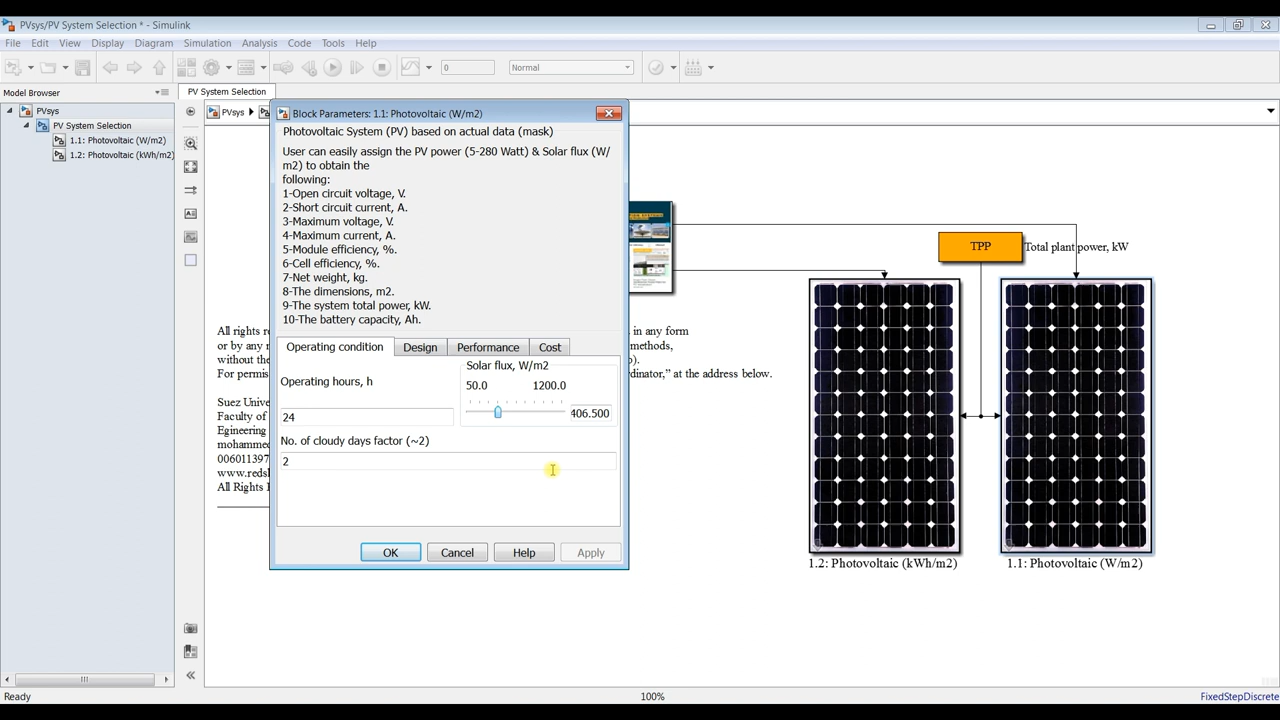 PVsys/PV System Selection * - Simulink
File Edit View Display Diagram Simulation Analysis Code Tools Help
0
Normal
Model Browser
PV System Selection
PVsys
PV System Selection
1.1: Photovoltaic (W/m2)
1.2: Photovoltaic (kWh/m2)
PVsys
Block Parameters: 1.1: Photovoltaic (W/m2)
Photovoltaic System (PV) based on actual data (mask)
User can easily assign the PV power (5-280 Watt) & Solar flux (W/
m2) to obtain the
following:
1-Open circuit voltage, V.
2-Short circuit current, A.
3-Maximum voltage, V.
4-Maximum current, A.
5-Module efficiency, %.
6-Cell efficiency, %.
7-Net weight, kg.
8-The dimensions, m2.
9-The system total power, kW.
10-The battery capacity, Ah.
Operating condition Design Performance Cost
Operating hours, h
24
Solar flux, W/m2
50.0 1200.0
406.500
No. of cloudy days factor (~2)
2
OK Cancel Help Apply
TPP
Total plant power, kW
1.2: Photovoltaic (kWh/m2)
1.1: Photovoltaic (W/m2)
All rights re
in any form
or by any m
methods,
without the
p).
For permis
rdinator," at the address below.
Suez Unive
Faculty of
Egineering
mohammed
006011397
www.redsl
All Rights I
Ready
100%
FixedStepDiscrete